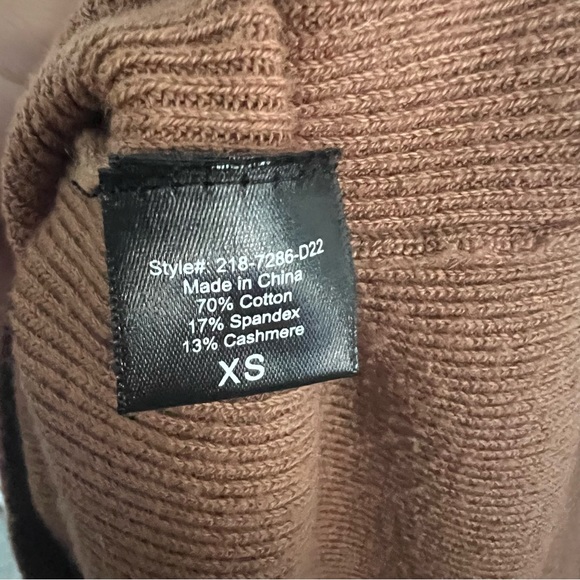 Style#: 218-7286-D22
Made in China
70% Cotton
17% Spandex
13% Cashmere
XS